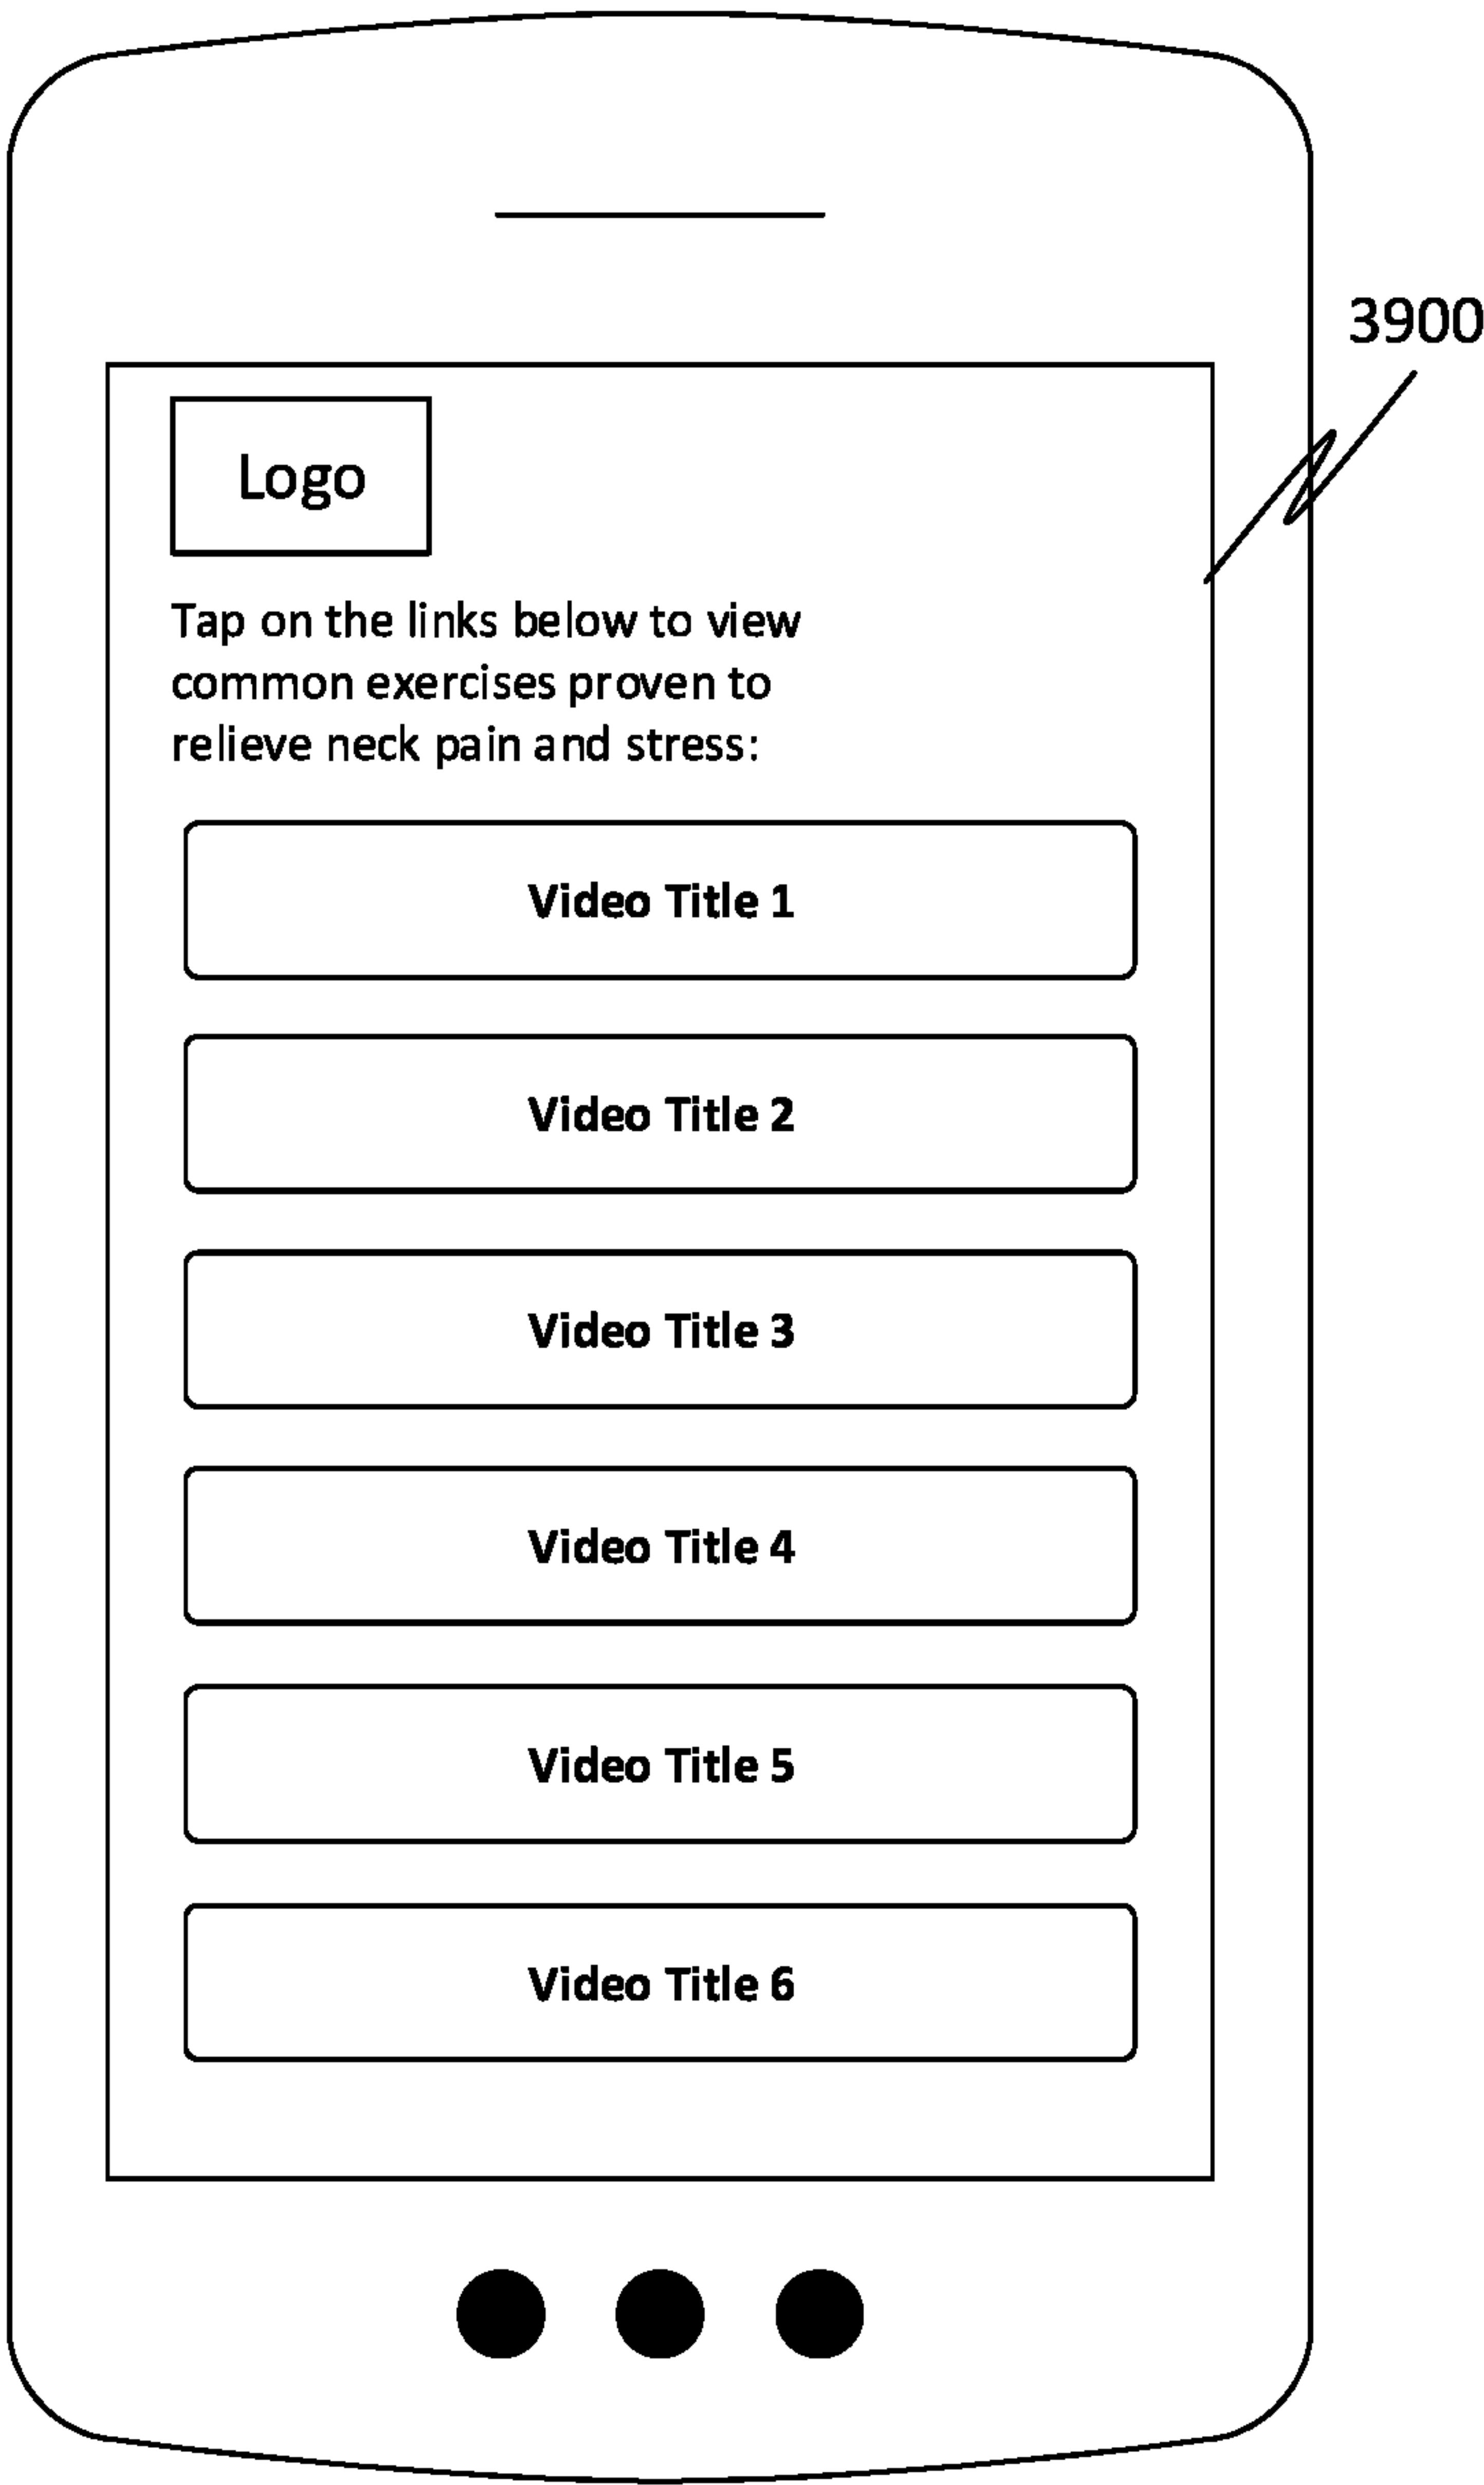 3900
Logo
Tap on the links below to view
common exercises proven to
relieve neck pain and stress:
Video Title 1
Video Title 2
Video Title 3
Video Title 4
Video Title 5
Video Title 6